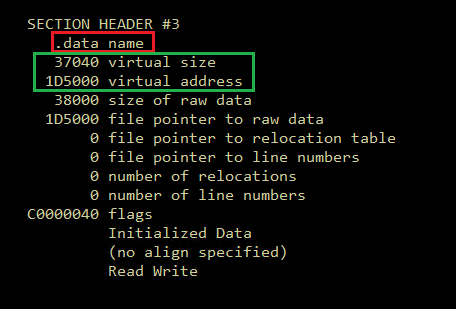 SECTION HEADER #3
.data name
37040 virtual size
1D5000 virtual address
38000 size of raw data
1D5000 file pointer to raw data
0 file pointer to relocation table
0 file pointer to line numbers
0 number of relocations
0 number of line numbers
C0000040 flags
Initialized Data
(no align specified)
Read Write